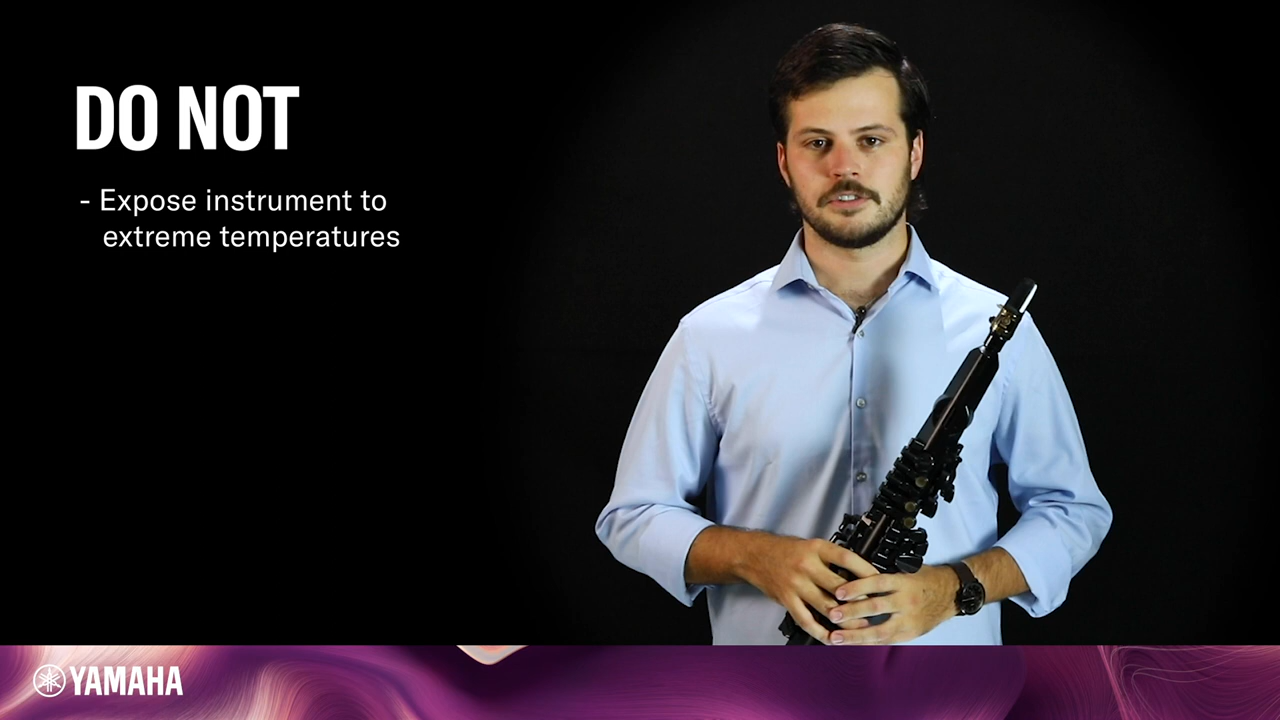 DO NOT
- Expose instrument to
extreme temperatures
YAMAHA